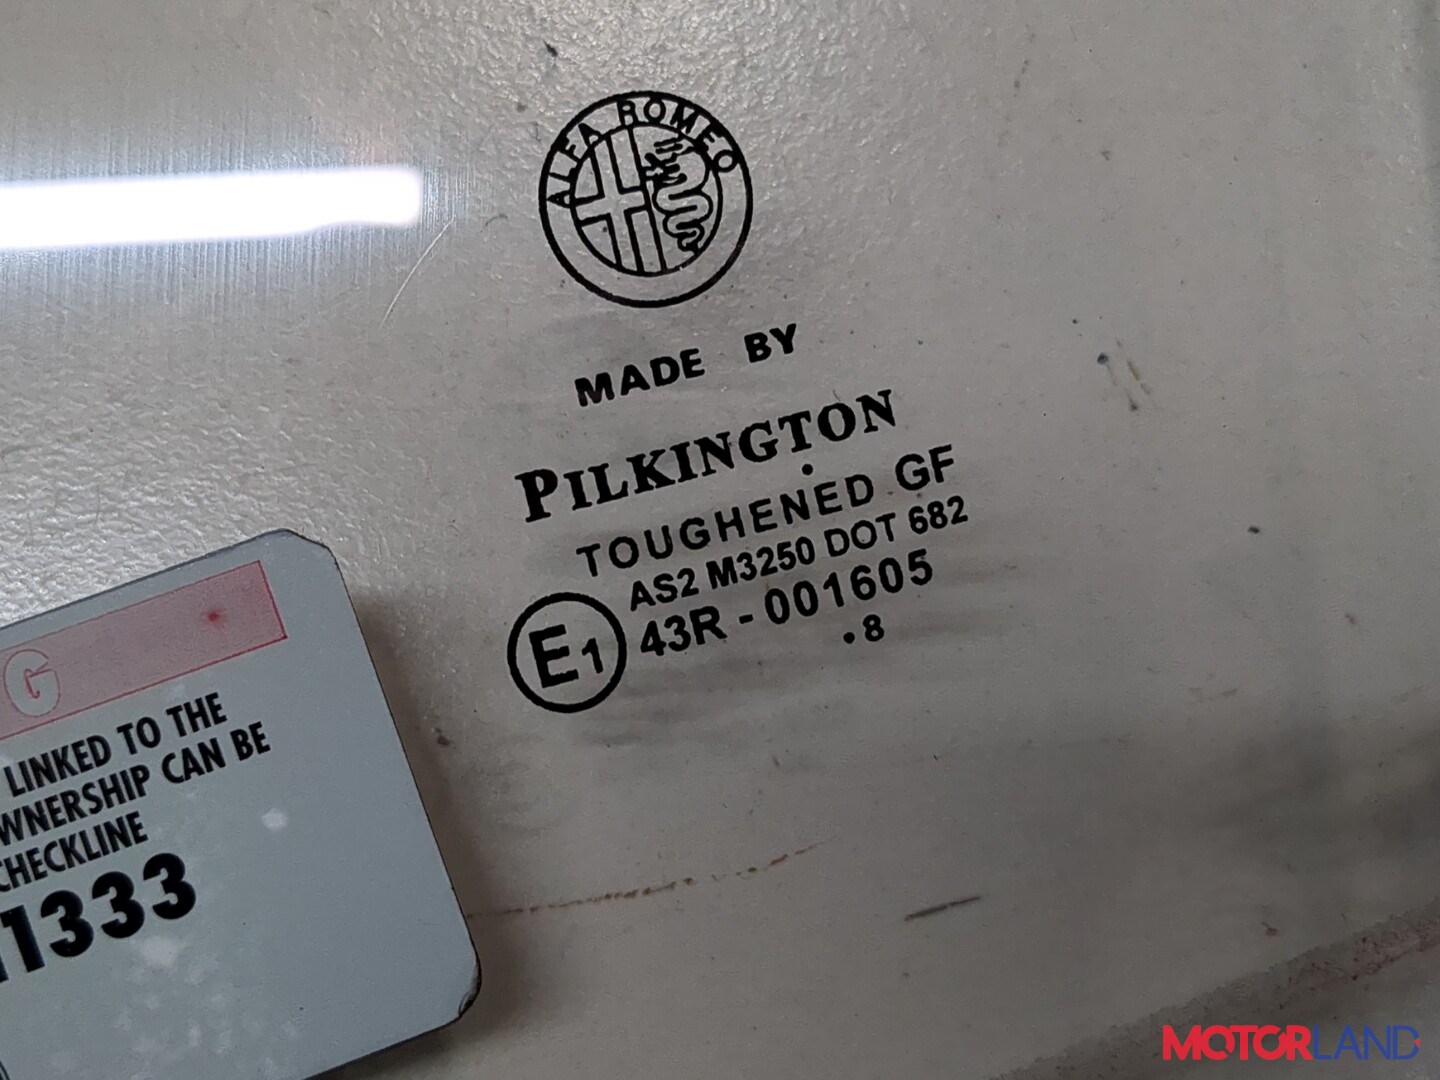 ALFA ROMEO
MADE BY
PILKINGTON
TOUGHENED GF
AS2 M3250 DOT 682
E1 43R - 001605
.8
G
LINKED TO THE
WNERSHIP CAN BE
CHECKLINE
1333
MOTORLAND